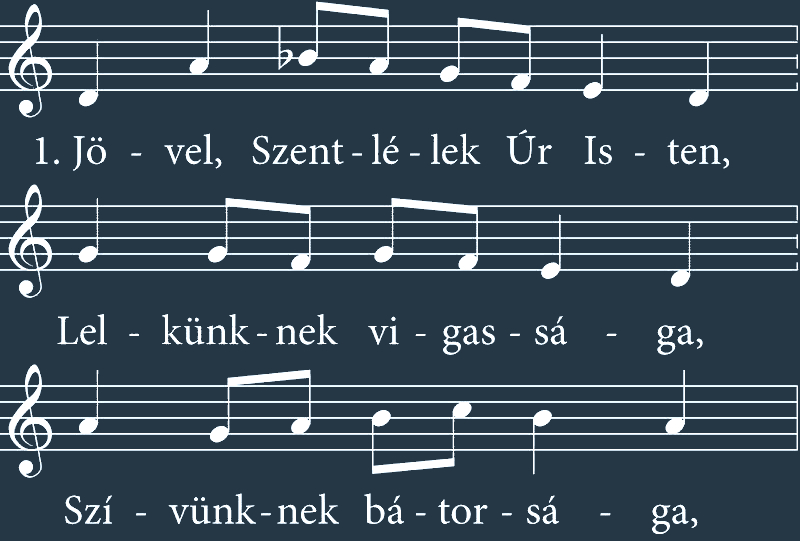 1. Jö - vel, Szent - lé - lek Úr Is - ten,
Lel - künk - nek vi - gas - sá - ga,
Szí - vünk - nek bá - tor - sá - ga,